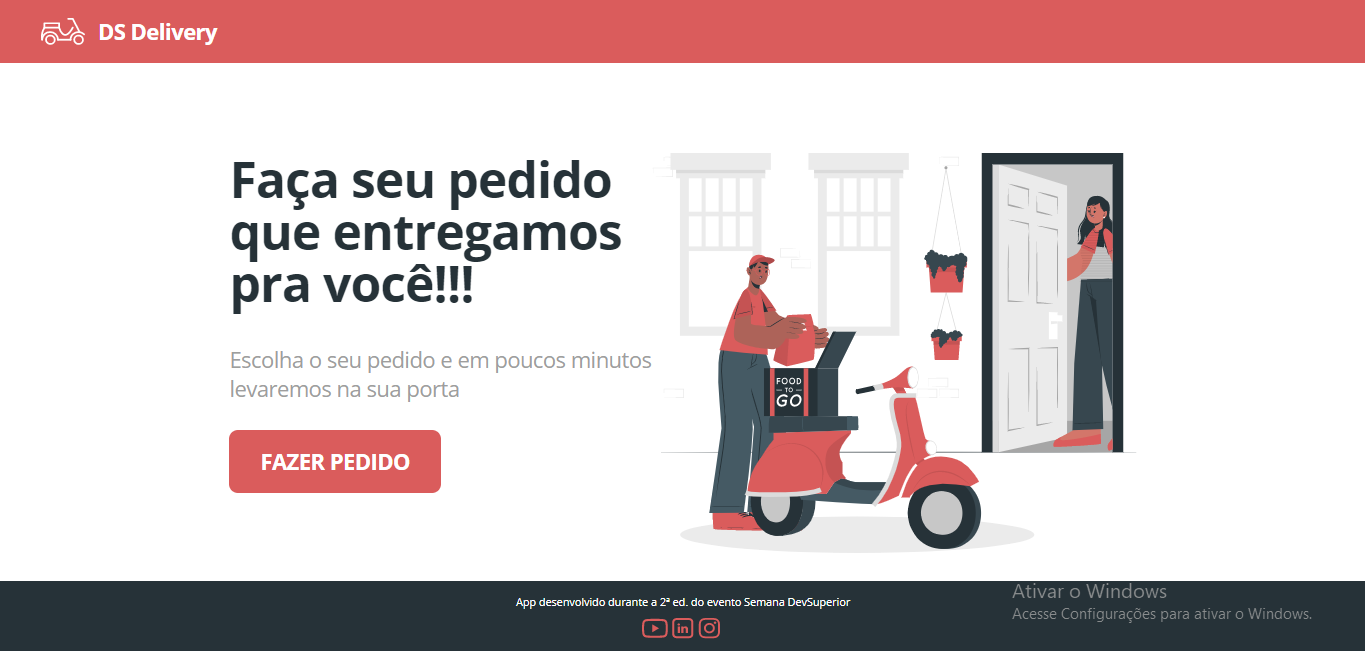 DS Delivery
Faça seu pedido
que entregamos
pra você!!!
Escolha o seu pedido e em poucos minutos
levaremos na sua porta
FAZER PEDIDO
FOOD
TO
GO
App desenvolvido durante a 2ª ed. do evento Semana DevSuperior
in
Ativar o Windows
Acesse Configurações para ativar o Windows.